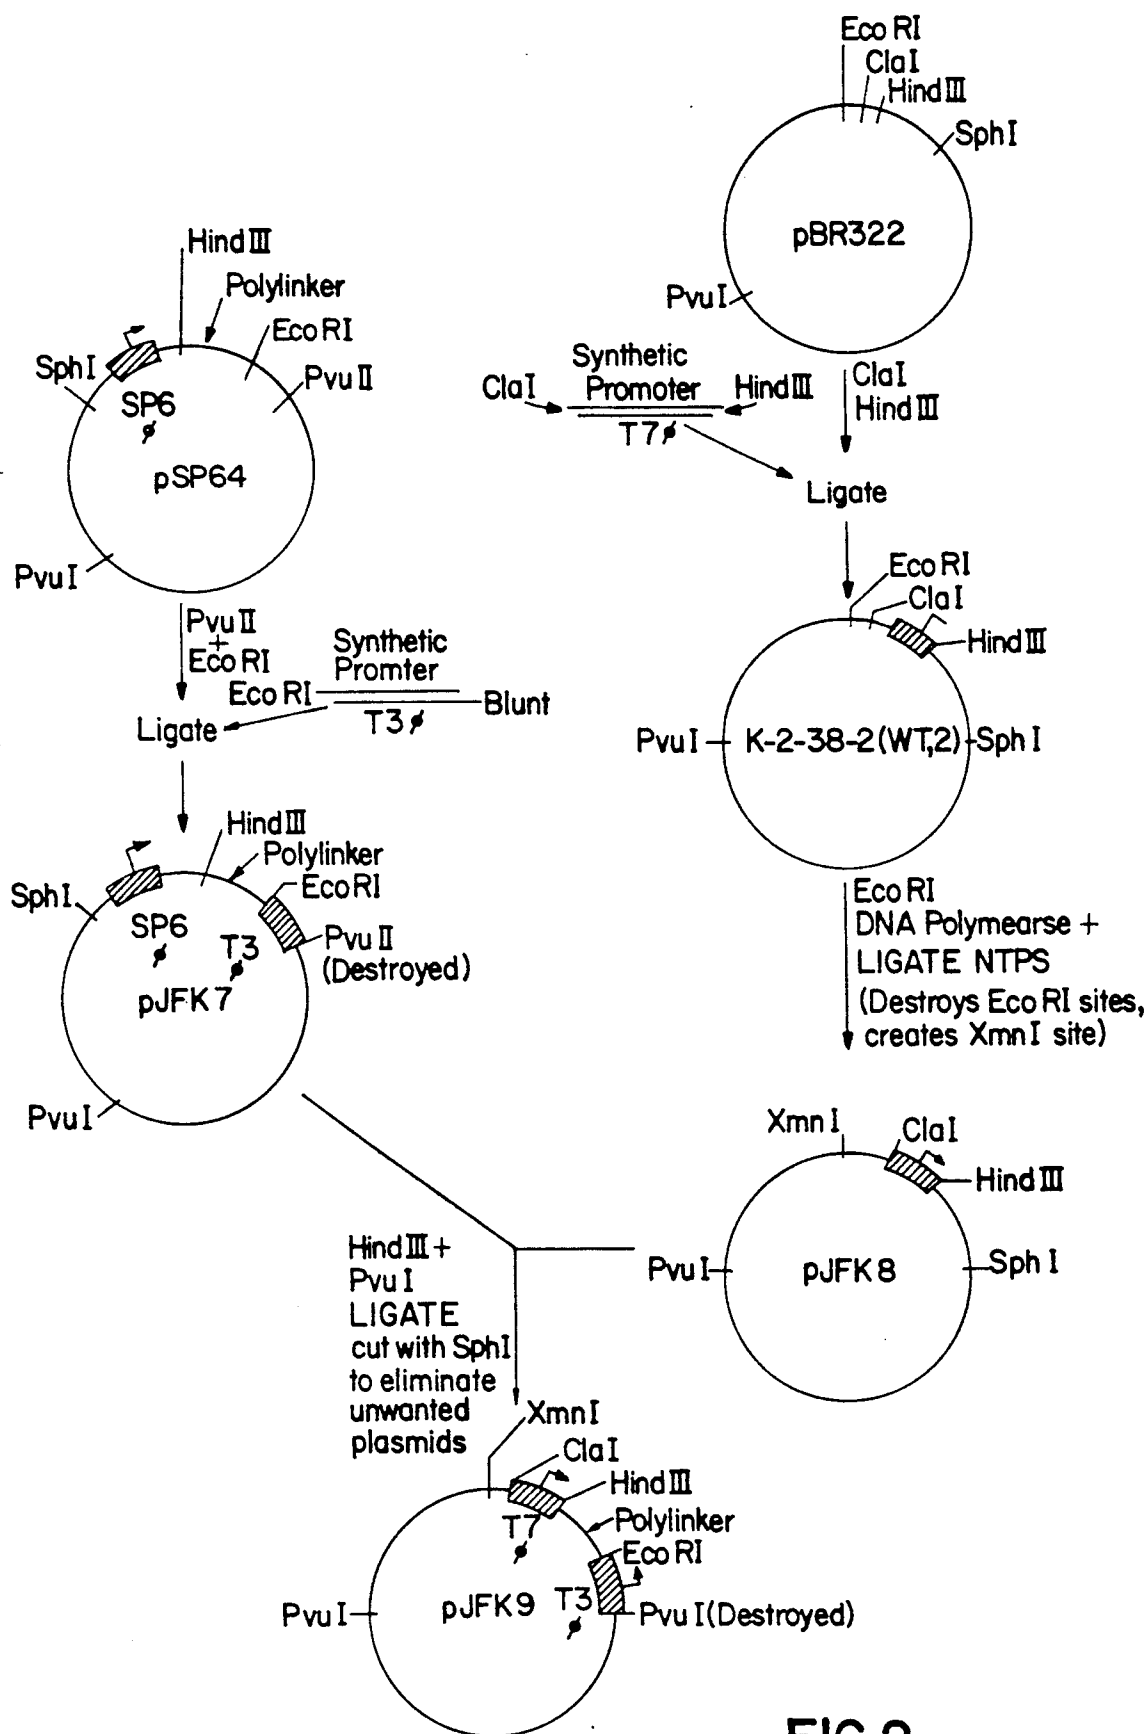 Eco RI
Cla I
Hind III
Sph I
pBR322
Pvu I
Cla I
Hind III
Synthetic
Promoter
Cla I
Hind III
T7φ
Ligate
Eco RI
Cla I
Hind III
Pvu I
K-2-38-2(WT,2)
Sph I
Eco RI
DNA Polymearse +
LIGATE NTPS
(Destroys Eco RI sites,
creates Xmn I site)
Xmn I
Cla I
Hind III
Pvu I
pJFK8
Sph I
Hind III
Polylinker
Eco RI
Pvu II
Sph I
SP6
φ
pSP64
Pvu I
Pvu II
+
Eco RI
Synthetic
Promter
Eco RI
Blunt
T3φ
Ligate
Hind III
Polylinker
Eco RI
Sph I
SP6
φ
T3
φ
Pvu II
(Destroyed)
pJFK7
Pvu I
Hind III +
Pvu I
LIGATE
cut with Sph I
to eliminate
unwanted
plasmids
Xmn I
Cla I
Hind III
Polylinker
T7
φ
Eco RI
T3
φ
Pvu I
pJFK9
Pvu I (Destroyed)